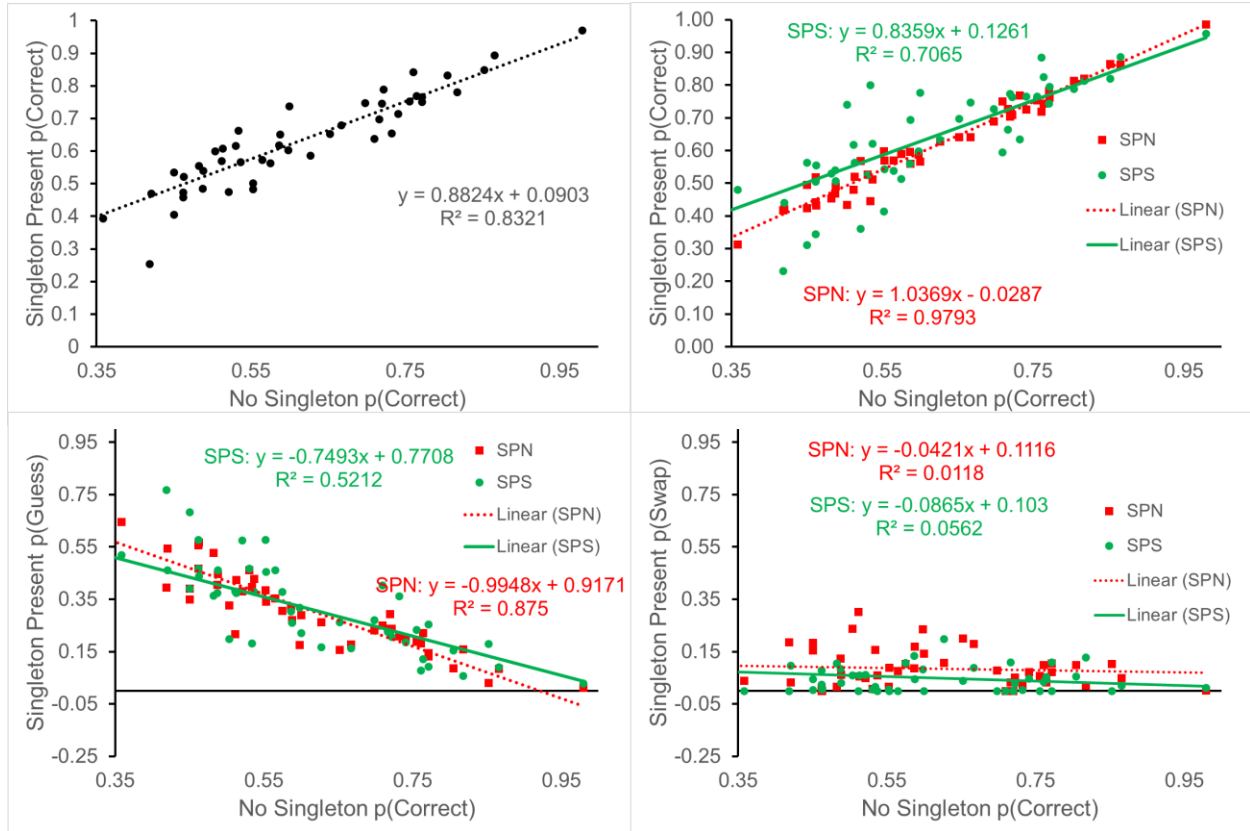 Singleton Present p(Correct)
1
0.9
0.8
0.7
0.6
0.5
0.4
0.3
0.2
0.1
0
y = 0.8824x + 0.0903
R² = 0.8321
0.35 0.55 0.75 0.95
No Singleton p(Correct)
Singleton Present p(Correct)
1.00
0.90
0.80
0.70
0.60
0.50
0.40
0.30
0.20
0.10
0.00
SPS: y = 0.8359x + 0.1261
R² = 0.7065
SPN
SPS
Linear (SPN)
Linear (SPS)
SPN: y = 1.0369x - 0.0287
R² = 0.9793
0.35 0.55 0.75 0.95
No Singleton p(Correct)
Singleton Present p(Guess)
0.95
0.75
0.55
0.35
0.15
-0.05
-0.25
SPS: y = -0.7493x + 0.7708
R² = 0.5212
SPN
SPS
Linear (SPN)
Linear (SPS)
SPN: y = -0.9948x + 0.9171
R² = 0.875
0.35 0.55 0.75 0.95
No Singleton p(Correct)
Singleton Present p(Swap)
0.95
0.75
0.55
0.35
0.15
-0.05
-0.25
SPN: y = -0.0421x + 0.1116
R² = 0.0118
SPS: y = -0.0865x + 0.103
R² = 0.0562
SPN
SPS
Linear (SPN)
Linear (SPS)
0.35 0.55 0.75 0.95
No Singleton p(Correct)